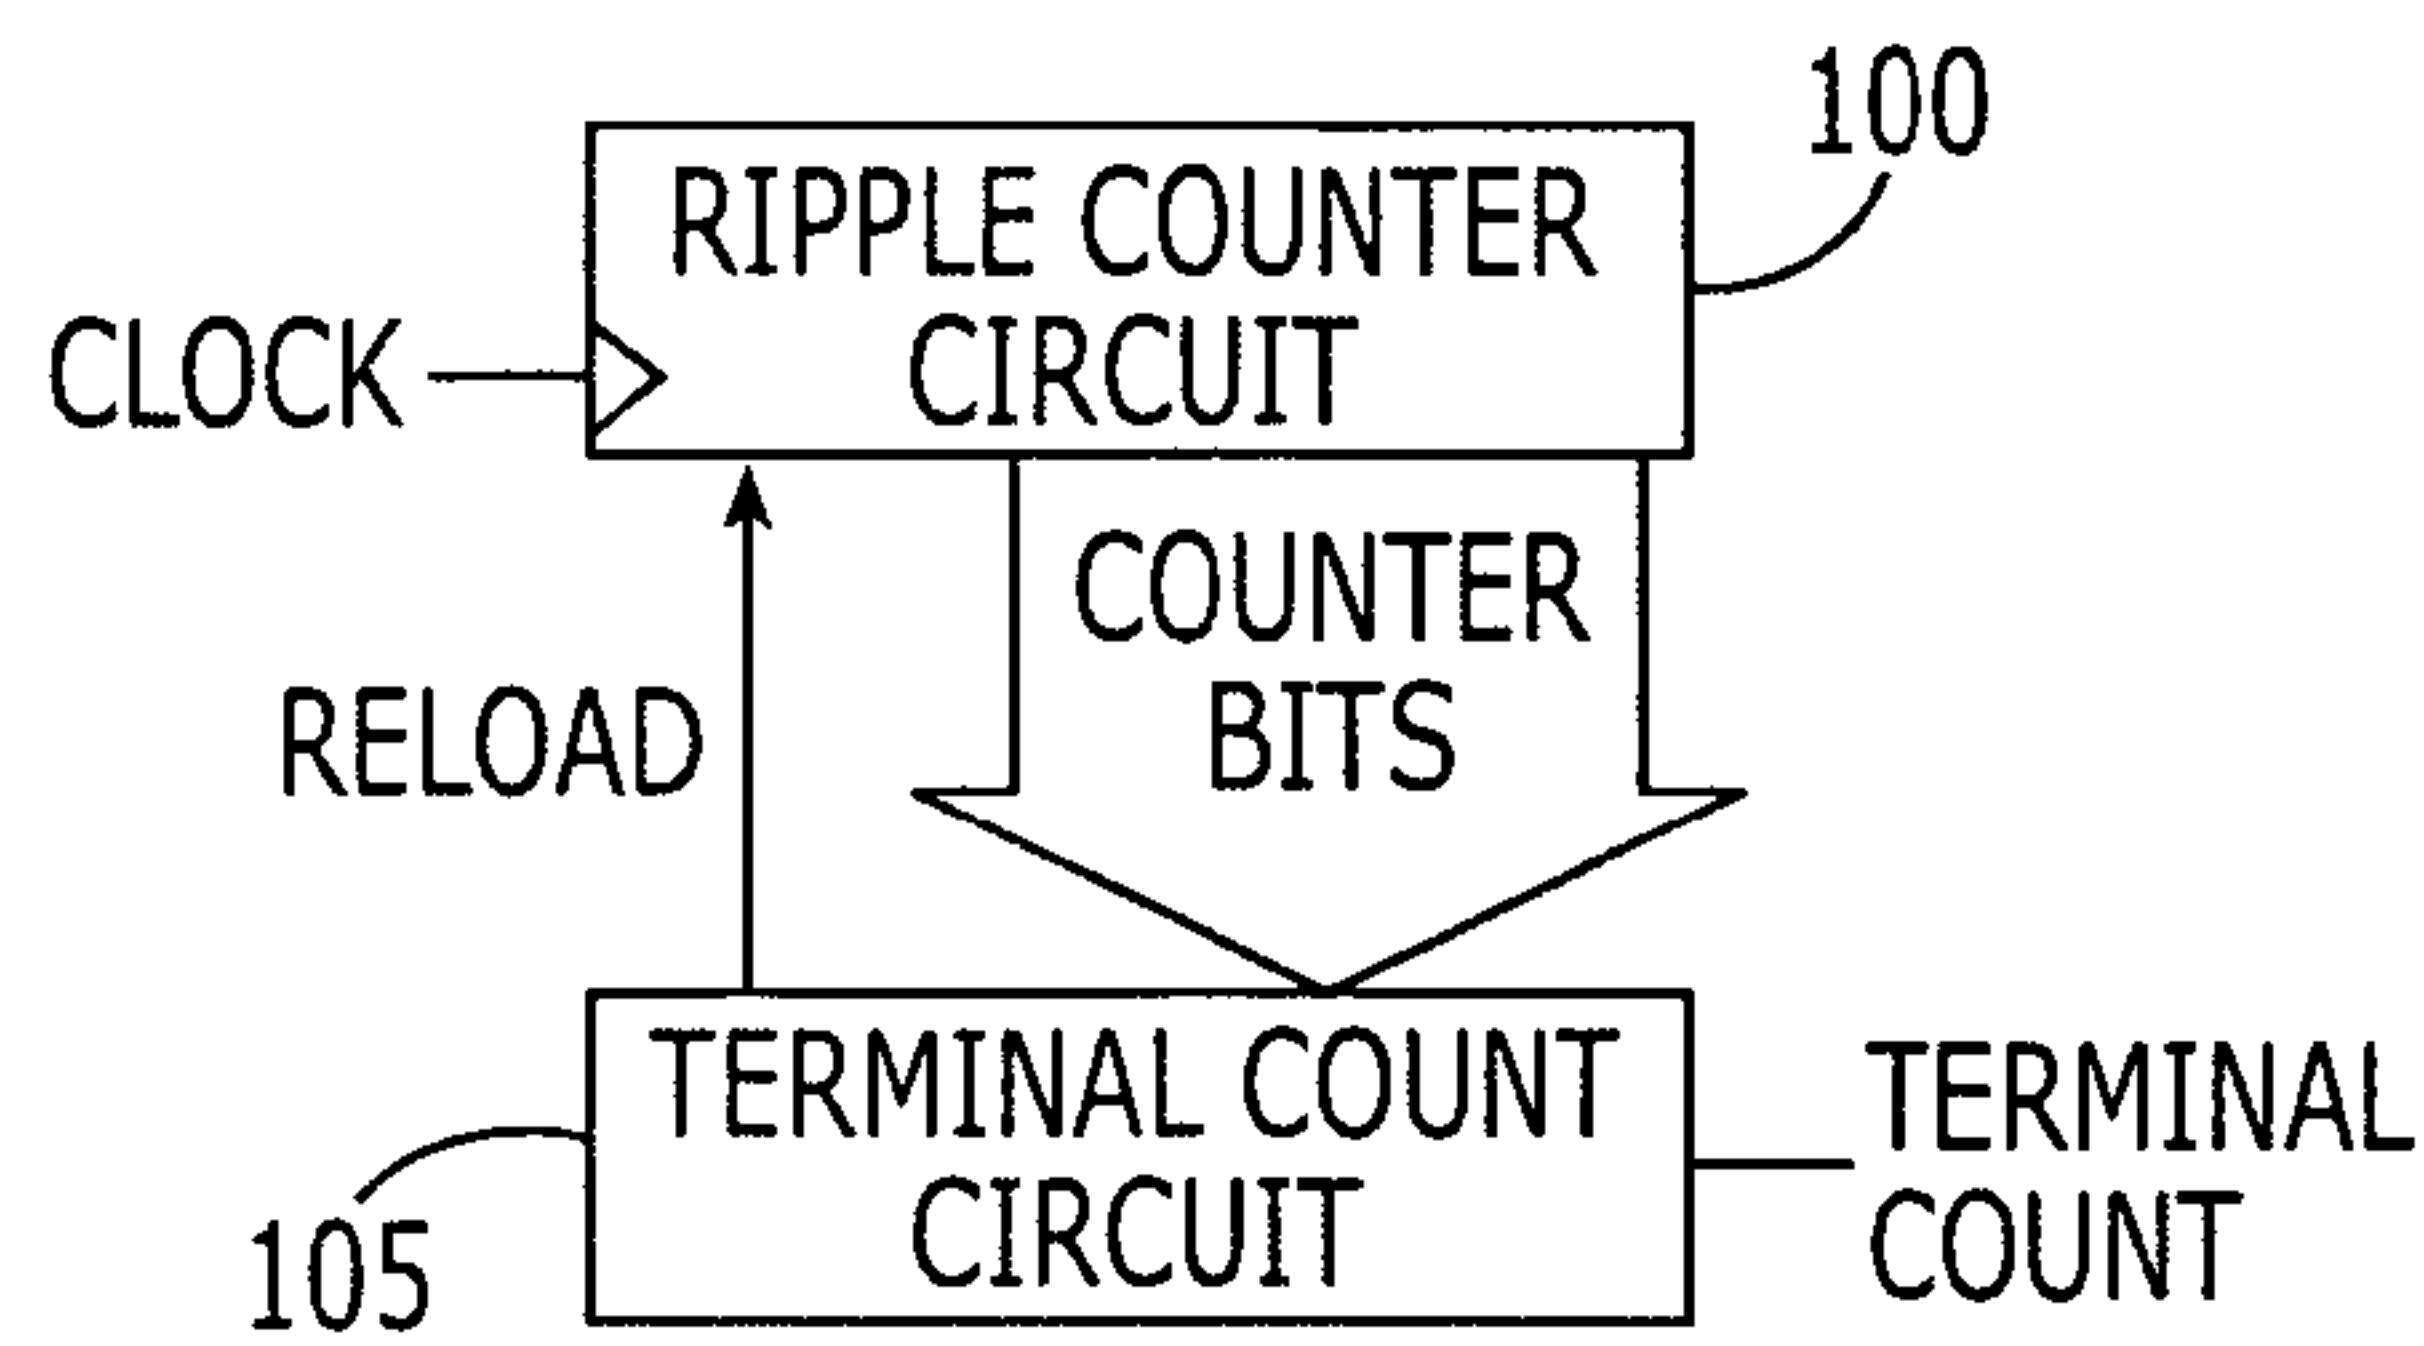 100
RIPPLE COUNTER
CIRCUIT
CLOCK
COUNTER
BITS
RELOAD
TERMINAL COUNT
CIRCUIT
TERMINAL
COUNT
105